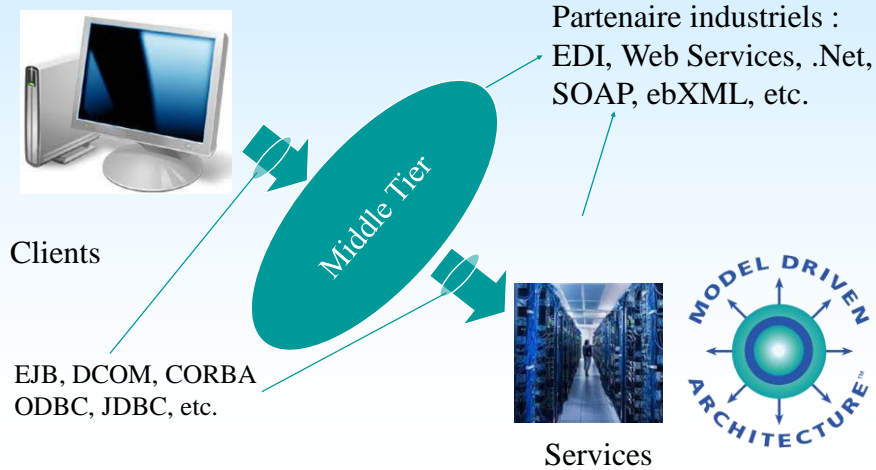 Partenaire industriels :
EDI, Web Services, .Net,
SOAP, ebXML, etc.
Middle Tier
Clients
EJB, DCOM, CORBA
ODBC, JDBC, etc.
Services
MODEL DRIVEN
ARCHITECTURE™